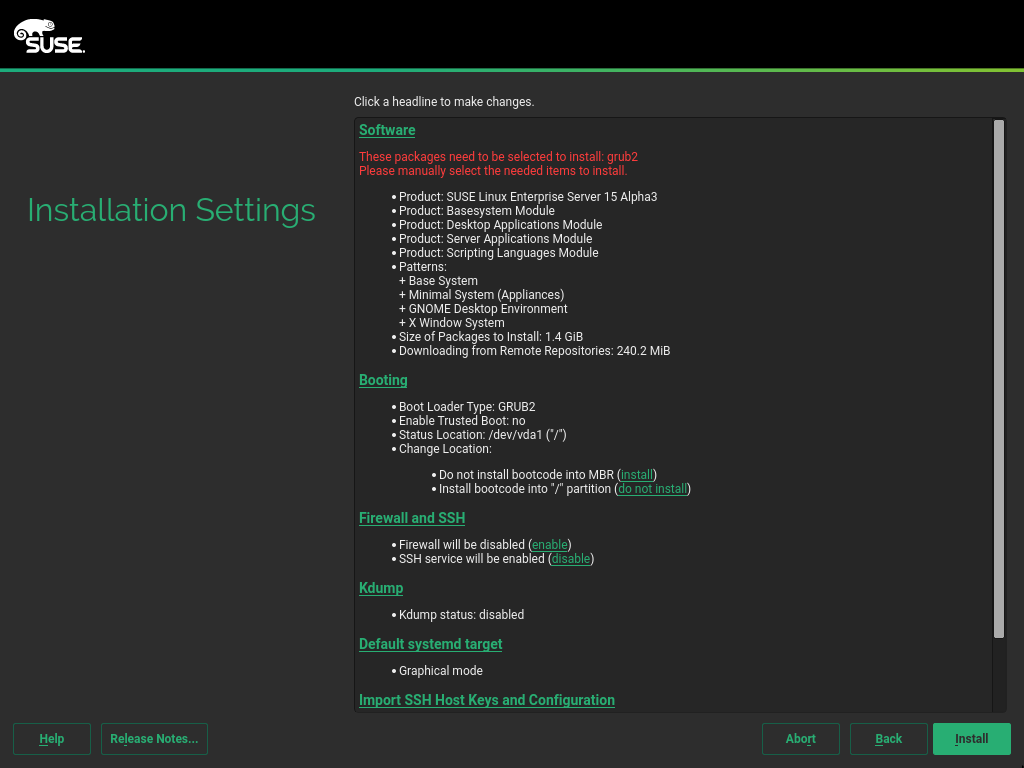 SUSE.
Click a headline to make changes.
Installation Settings
Software
These packages need to be selected to install: grub2
Please manually select the needed items to install.
• Product: SUSE Linux Enterprise Server 15 Alpha3
• Product: Basesystem Module
• Product: Desktop Applications Module
• Product: Server Applications Module
• Product: Scripting Languages Module
• Patterns:
+ Base System
+ Minimal System (Appliances)
+ GNOME Desktop Environment
+ X Window System
• Size of Packages to Install: 1.4 GiB
• Downloading from Remote Repositories: 240.2 MiB
Booting
• Boot Loader Type: GRUB2
• Enable Trusted Boot: no
• Status Location: /dev/vda1 ("/")
• Change Location:
• Do not install bootcode into MBR (install)
• Install bootcode into "/" partition (do not install)
Firewall and SSH
• Firewall will be disabled (enable)
• SSH service will be enabled (disable)
Kdump
• Kdump status: disabled
Default systemd target
• Graphical mode
Import SSH Host Keys and Configuration
Help
Release Notes...
Abort
Back
Install